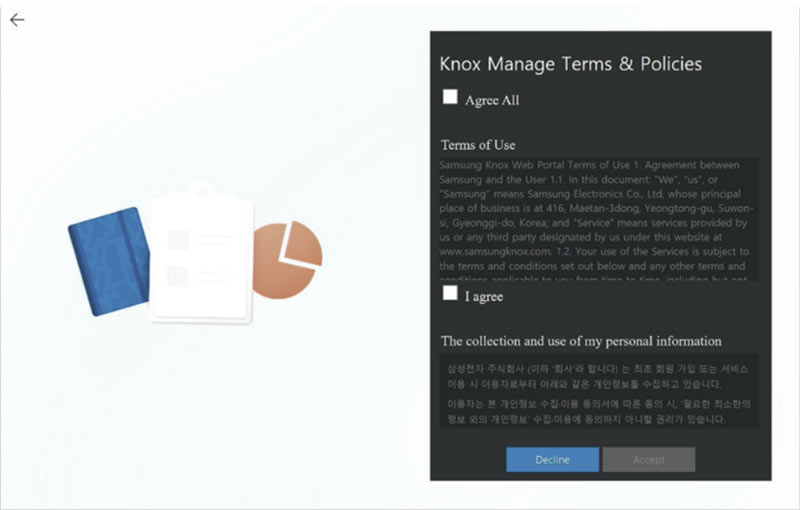 Knox Manage Terms & Policies
Agree All
Terms of Use
Samsung Knox Web Portal Terms of Use 1. Agreement between
Samsung and the User 1.1. In this document: "We", "us", or
"Samsung" means Samsung Electronics Co., Ltd, whose principal
place of business is at 416, Maetan-3dong, Yeongtong-gu, Suwon-
si, Gyeonggi-do, Korea; and "Service" means services provided by
us or any third party designated by us under this website at
www.samsungknox.com. 1.2. Your use of the Services is subject to
the terms and conditions set out below and any other terms and
conditions applicable to you from time to time, including but not
I agree
The collection and use of my personal information
삼성전자 주식회사 (이하 '회사'라 합니다) 는 최초 회원 가입 또는 서비스
이용 시 이용자로부터 아래와 같은 개인정보를 수집하고 있습니다.
이용자는 본 개인정보 수집·이용 동의서에 따른 동의 시, '필요한 최소한의
정보 외의 개인정보' 수집·이용에 동의하지 아니할 권리가 있습니다.
Decline
Accept